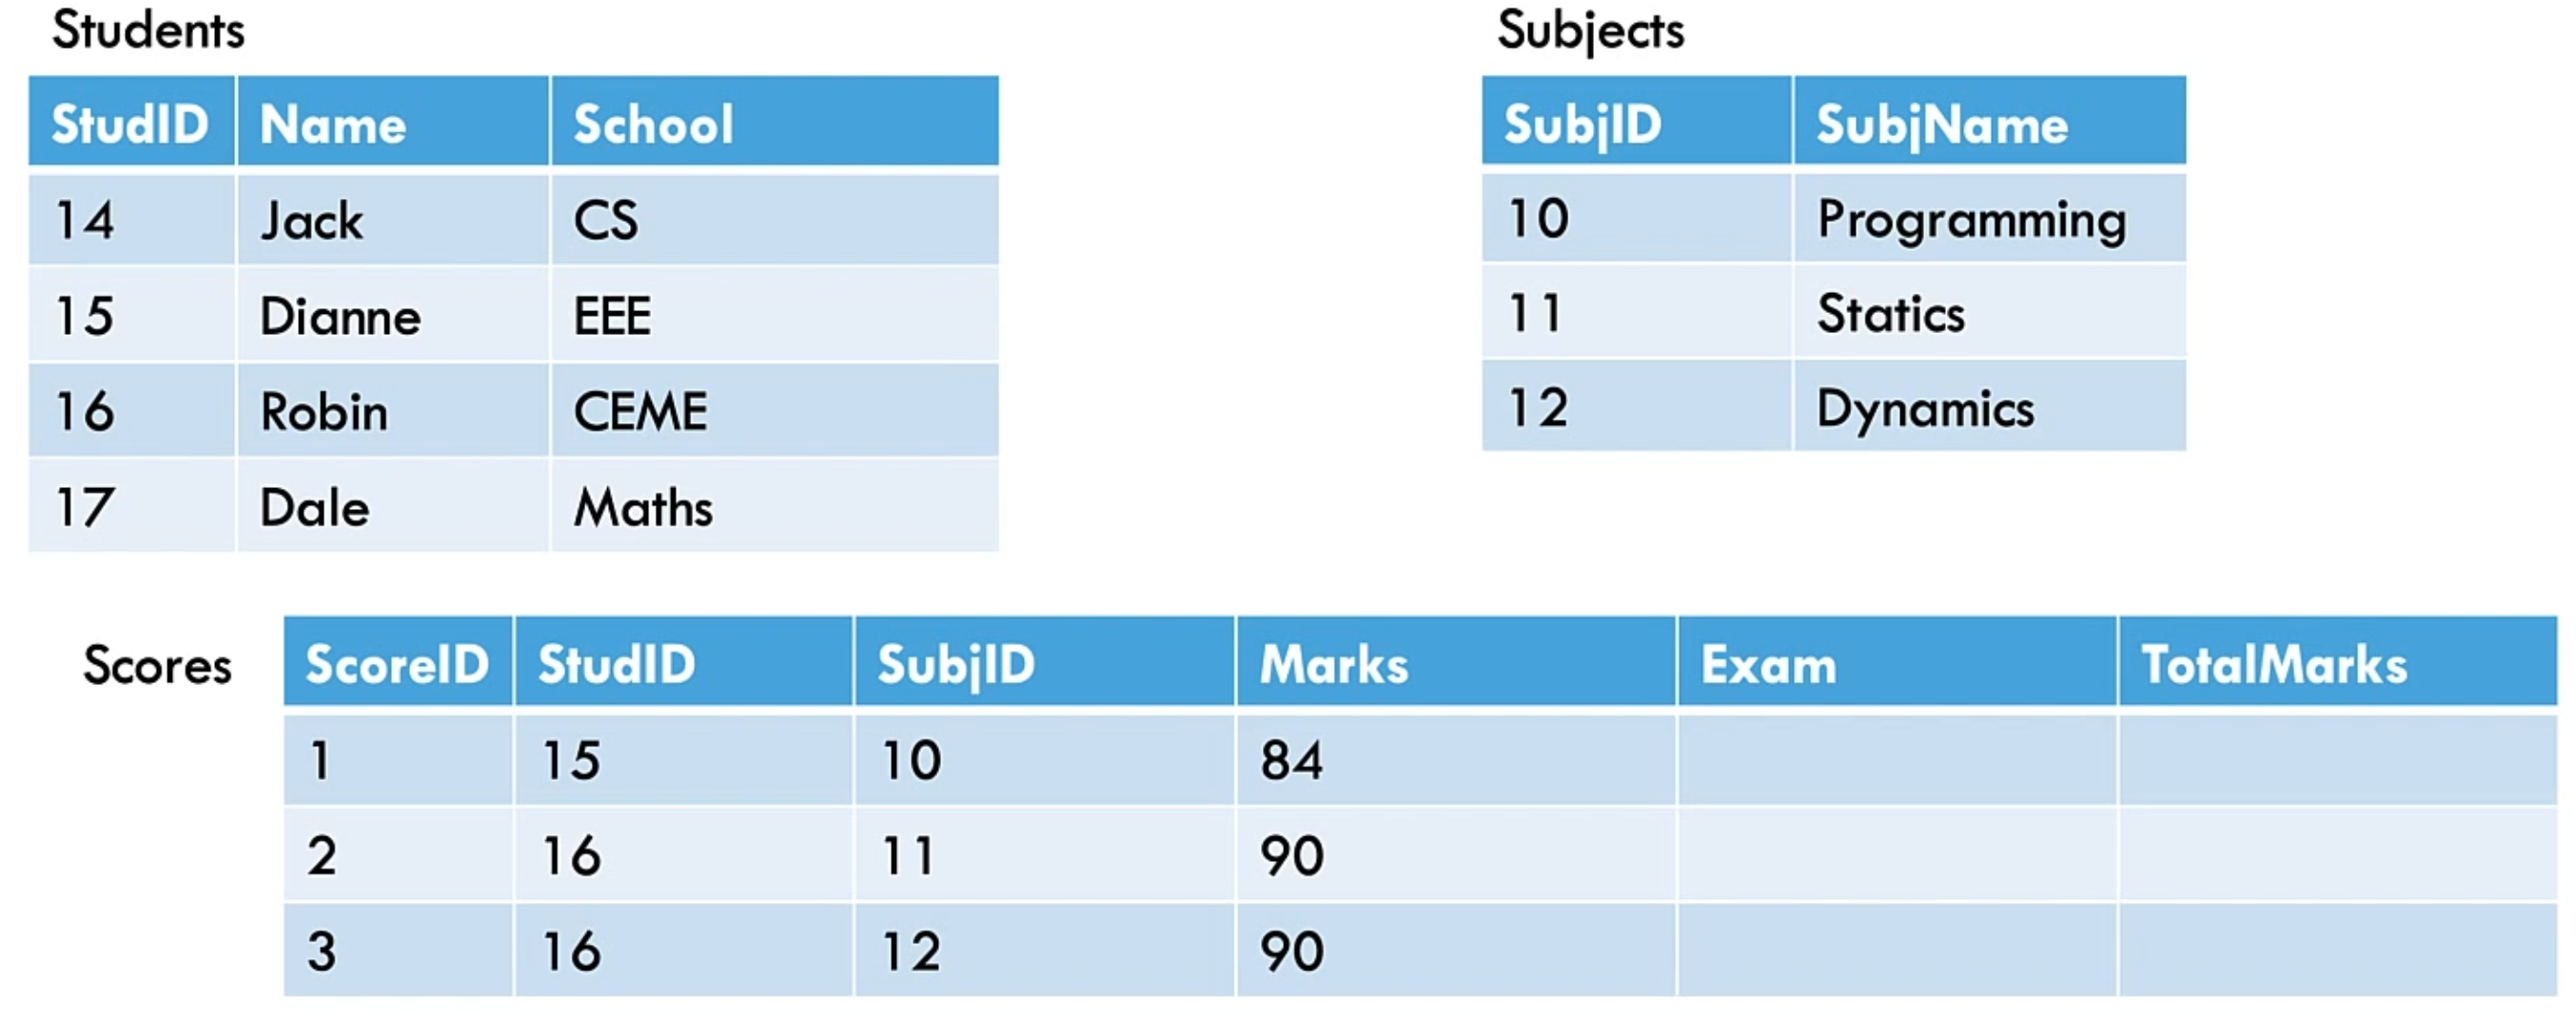 Students
StudID Name School
14 Jack CS
15 Dianne EEE
16 Robin CEME
17 Dale Maths
Subjects
SubjID SubjName
10 Programming
11 Statics
12 Dynamics
Scores
ScoreID StudID SubjID Marks Exam TotalMarks
1 15 10 84
2 16 11 90
3 16 12 90